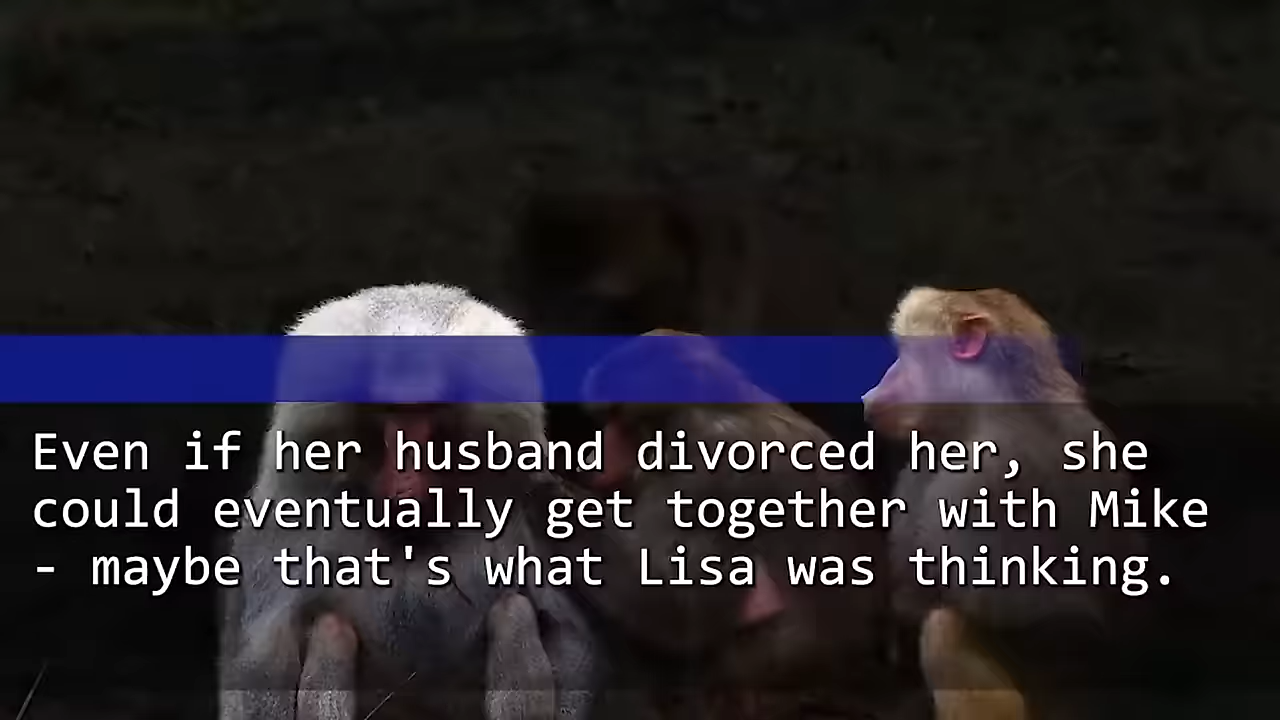 Even if her husband divorced her, she
could eventually get together with Mike
- maybe that's what Lisa was thinking.